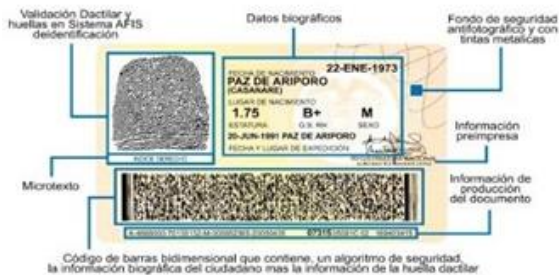 Validación Dactilar y
huellas en Sistema AFIS
deidentificación
Datos biográficos
Fondo de seguridad
antifotográfico y con
tintas metalicas
FECHA DE NACIMIENTO 22-ENE-1973
PAZ DE ARIPORO
(CASANARE)
LUGAR DE NACIMIENTO
1.75 B+ M
ESTATURA G.S. RH SEXO
20-JUN-1991 PAZ DE ARIPORO
FECHA Y LUGAR DE EXPEDICIÓN
INDICE DERECHO
Información
preimpresa
Microtexto
Información de
producción
del documento
Código de barras bidimensional que contiene, un algoritmo de seguridad,
la información biográfica del ciudadano mas la información de la huella dactilar